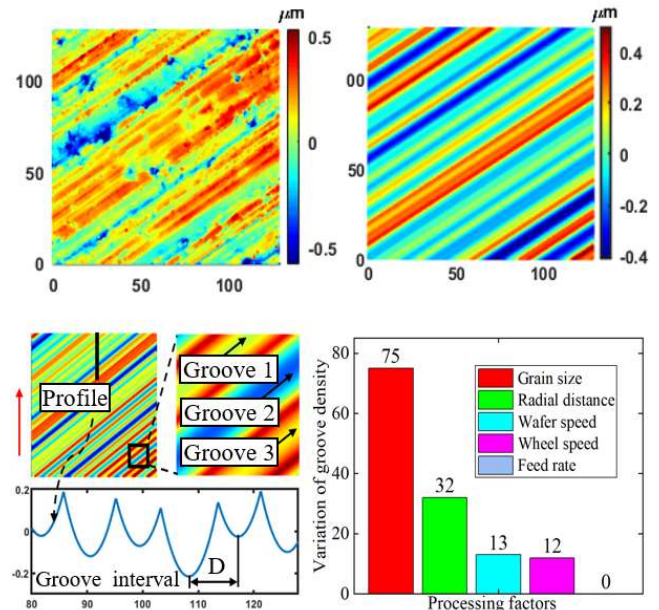 μm
0.5
0
-0.5
100
50
0
0
50
100
μm
0.4
0.2
0
-0.2
-0.4
00
50
0
0
50
100
Profile
Groove 1
Groove 2
Groove 3
0.2
0
-0.2
Groove interval
D
80
90
100
110
120
Variation of groove density
80
60
40
20
0
75
32
13
12
0
Grain size
Radial distance
Wafer speed
Wheel speed
Feed rate
Processing factors